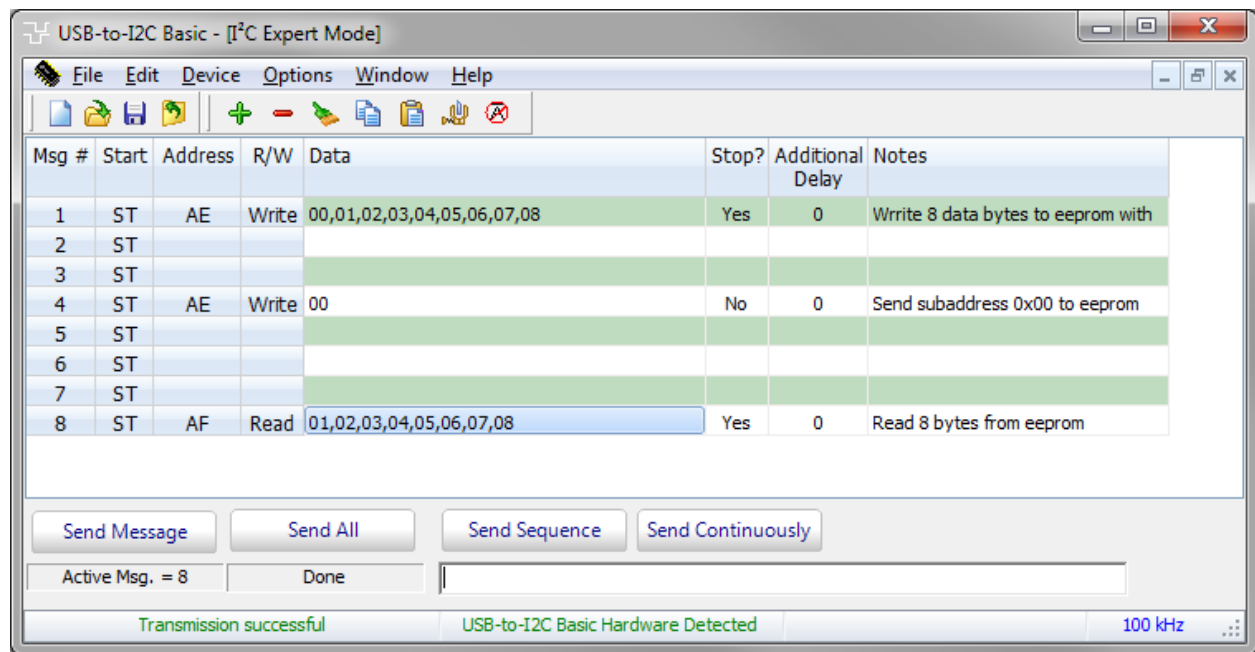 USB-to-I2C Basic - [I²C Expert Mode]
File Edit Device Options Window Help
Msg # Start Address R/W Data Stop? Additional Delay Notes
1 ST AE Write 00,01,02,03,04,05,06,07,08 Yes 0 Wrrite 8 data bytes to eeprom with
2 ST
3 ST
4 ST AE Write 00 No 0 Send subaddress 0x00 to eeprom
5 ST
6 ST
7 ST
8 ST AF Read 01,02,03,04,05,06,07,08 Yes 0 Read 8 bytes from eeprom
Send Message Send All Send Sequence Send Continuously
Active Msg. = 8 Done
Transmission successful USB-to-I2C Basic Hardware Detected 100 kHz